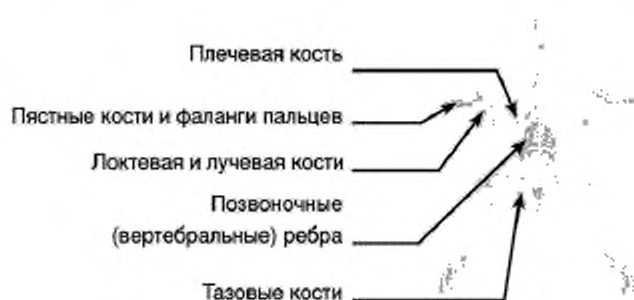 Плечевая кость
Пястные кости и фаланги пальцев
Локтевая и лучевая кости
Позвоночные
(вертебральные) ребра
Тазовые кости